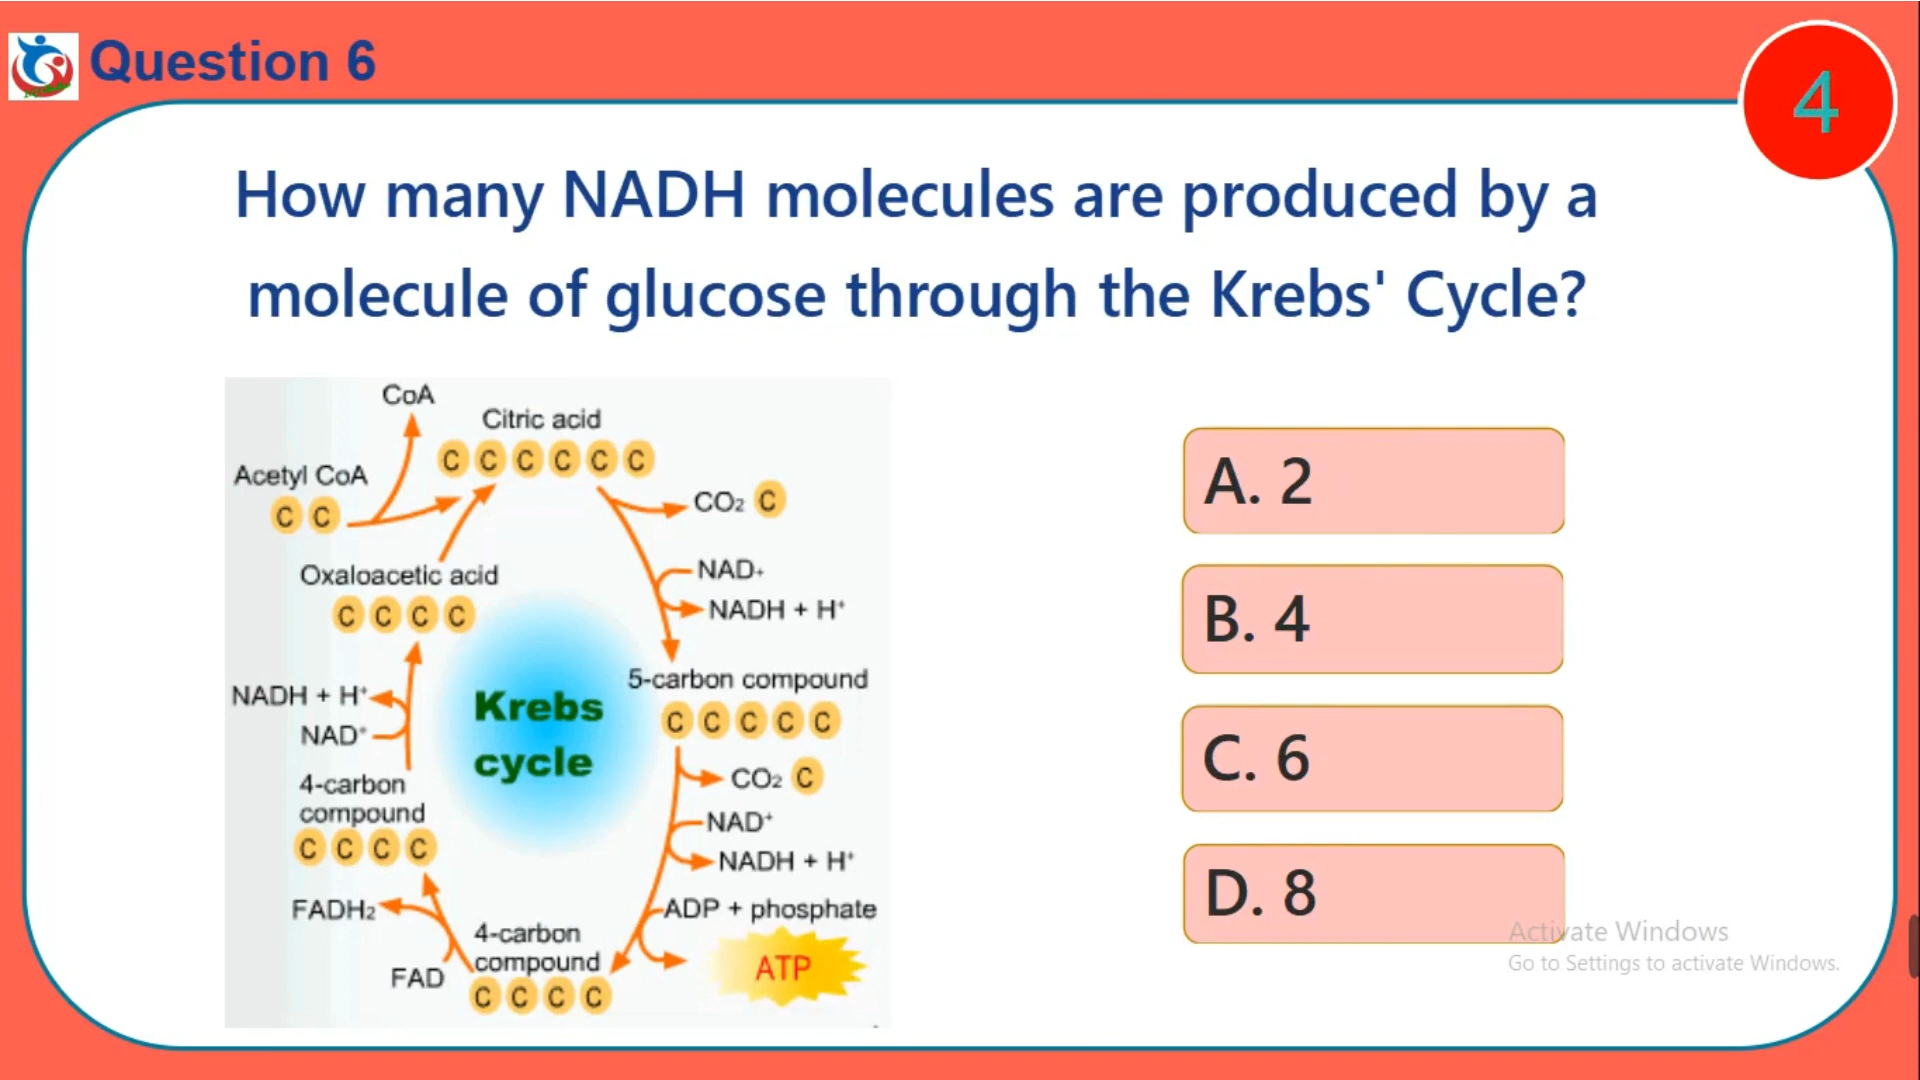 Question 6
4
How many NADH molecules are produced by a
molecule of glucose through the Krebs' Cycle?
CoA
Citric acid
C C C C C C
Acetyl CoA
C C
CO₂ C
Oxaloacetic acid
C C C C
NAD+
NADH + H⁺
5-carbon compound
C C C C C
NADH + H⁺
NAD⁺
Krebs
cycle
CO₂ C
4-carbon
compound
C C C C
NAD⁺
NADH + H⁺
FADH₂
FAD
ADP + phosphate
ATP
4-carbon
compound
C C C C
A. 2
B. 4
C. 6
D. 8
Activate Windows
Go to Settings to activate Windows.